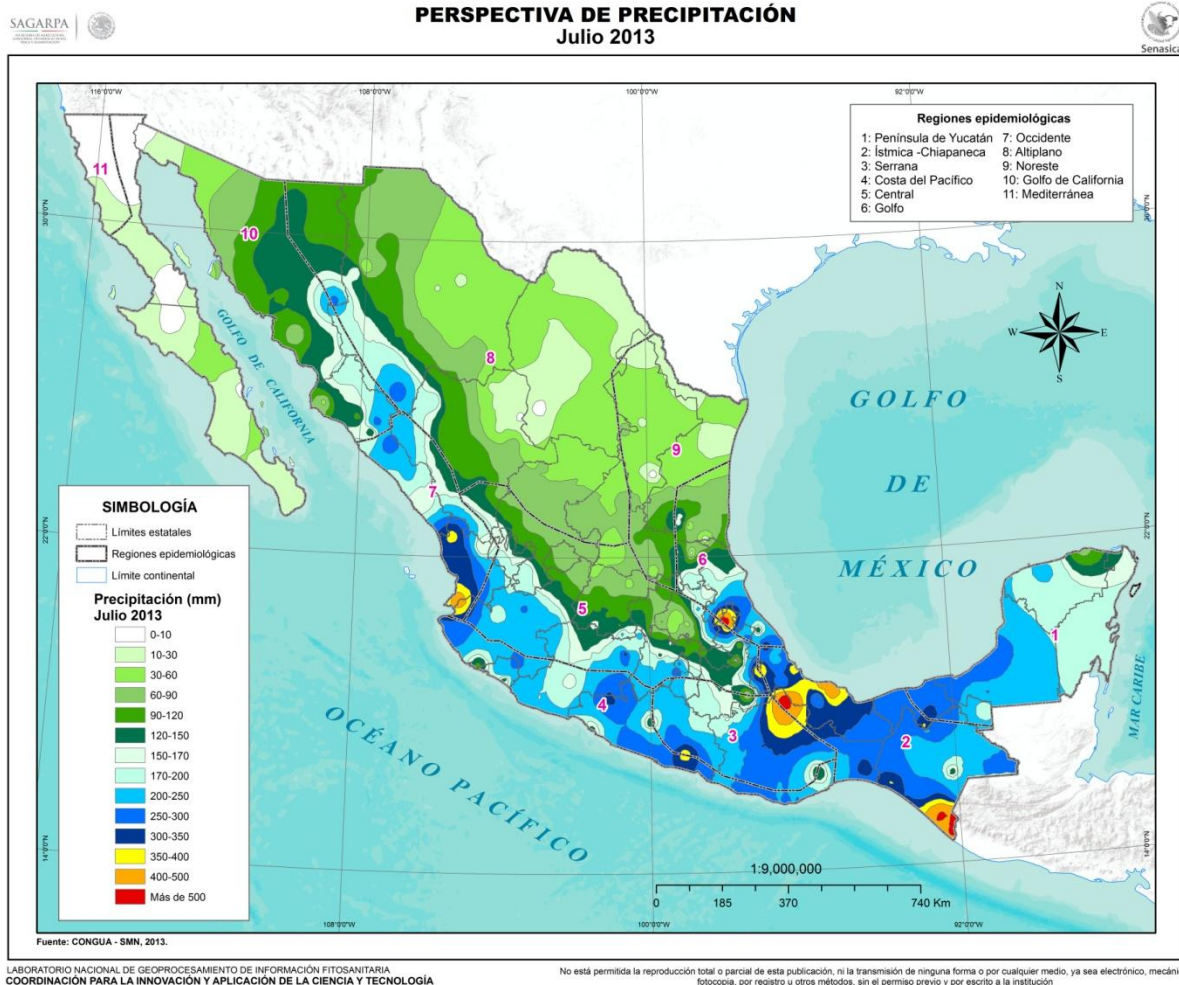 SAGARPA
PERSPECTIVA DE PRECIPITACIÓN
Julio 2013
Senasica
116°0'0"W
108°0'0"W
100°0'0"W
92°0'0"W
Regiones epidemiológicas
1: Península de Yucatán 7: Occidente
2: Ístmica -Chiapaneca 8: Altiplano
3: Serrana 9: Noreste
4: Costa del Pacífico 10: Golfo de California
5: Central 11: Mediterránea
6: Golfo
11
30°0'0"N
30°0'0"N
10
N
W E
S
GOLFO DE CALIFORNIA
8
GOLFO
DE
MÉXICO
9
7
22°0'0"N
22°0'0"N
6
5
1
MAR CARIBE
4
3
2
OCÉANO PACÍFICO
14°0'0"N
14°0'0"N
SIMBOLOGÍA
Límites estatales
Regiones epidemiológicas
Límite continental
Precipitación (mm)
Julio 2013
0-10
10-30
30-60
60-90
90-120
120-150
150-170
170-200
200-250
250-300
300-350
350-400
400-500
Más de 500
1:9,000,000
0 185 370 740 Km
108°0'0"W
100°0'0"W
92°0'0"W
Fuente: CONGUA - SMN, 2013.
LABORATORIO NACIONAL DE GEOPROCESAMIENTO DE INFORMACIÓN FITOSANITARIA
COORDINACIÓN PARA LA INNOVACIÓN Y APLICACIÓN DE LA CIENCIA Y TECNOLOGÍA
No está permitida la reproducción total o parcial de esta publicación, ni la transmisión de ninguna forma o por cualquier medio, ya sea electrónico, mecáni
fotocopia, por registro u otros métodos, sin el permiso previo y por escrito a la institución